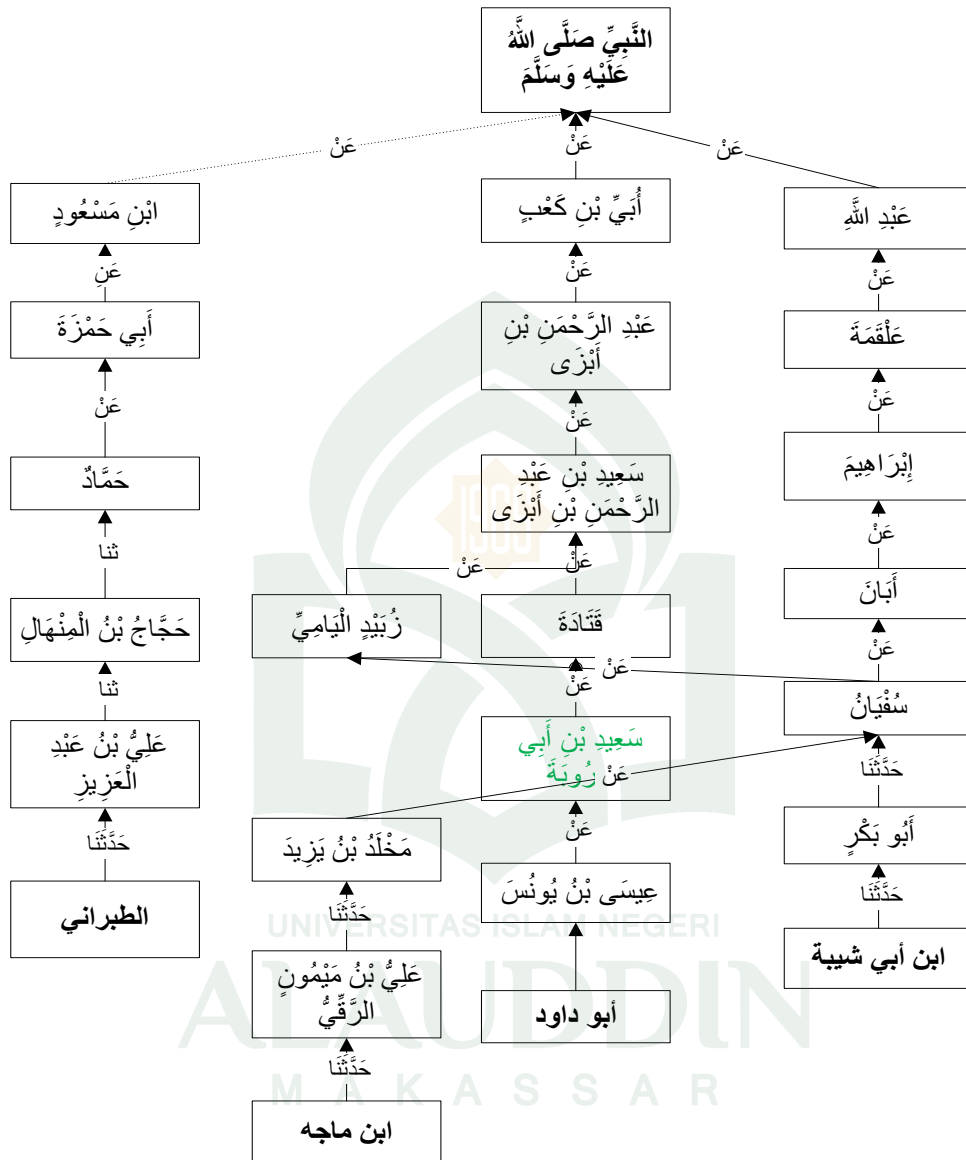 النَّبِيِّ صَلَّى اللَّهُ
عَلَيْهِ وَسَلَّمَ
عَنْ
عَنْ
عَنْ
عَبْدِ اللَّهِ
أُبَيِّ بْنِ كَعْبٍ
ابْنِ مَسْعُودٍ
عَنْ
عَنْ
عَنِ
عَلْقَمَةَ
عَبْدِ الرَّحْمَنِ بْنِ
أَبْزَى
أَبِي حَمْزَةَ
عَنْ
عَنْ
عَنْ
إِبْرَاهِيمَ
سَعِيدِ بْنِ عَبْدِ
الرَّحْمَنِ بْنِ أَبْزَى
حَمَّادٌ
1965
عَنْ
عَنْ
عَنْ
ثنا
أَبَانَ
قَتَادَةَ
زُبَيْدٍ الْيَامِيِّ
حَجَّاجُ بْنُ الْمِنْهَالِ
عَنْ
عَنْ
عَنْ
ثنا
سُفْيَانُ
سَعِيدِ بْنِ أَبِي
رُوبَةَ
عَلِيُّ بْنُ عَبْدِ
الْعَزِيزِ
عَنْ
حَدَّثَنَا
عَنْ
حَدَّثَنَا
أَبُو بَكْرٍ
مَخْلَدُ بْنُ يَزِيدَ
عِيسَى بْنُ يُونُسَ
حَدَّثَنَا
حَدَّثَنَا
الطبراني
UNIVERSITAS ISLAM NEGERI
ابن أبي شيبة
عَلِيُّ بْنُ مَيْمُونٍ
الرَّقِّيُّ
أبو داود
ALAUDDIN
حَدَّثَنَا
MAKASSAR
ابن ماجه